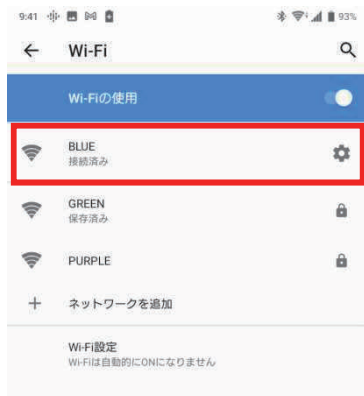 9:41
93%
Wi-Fi
Wi-Fiの使用
BLUE
接続済み
GREEN
保存済み
PURPLE
ネットワークを追加
Wi-Fi設定
Wi-Fiは自動的にONになりません